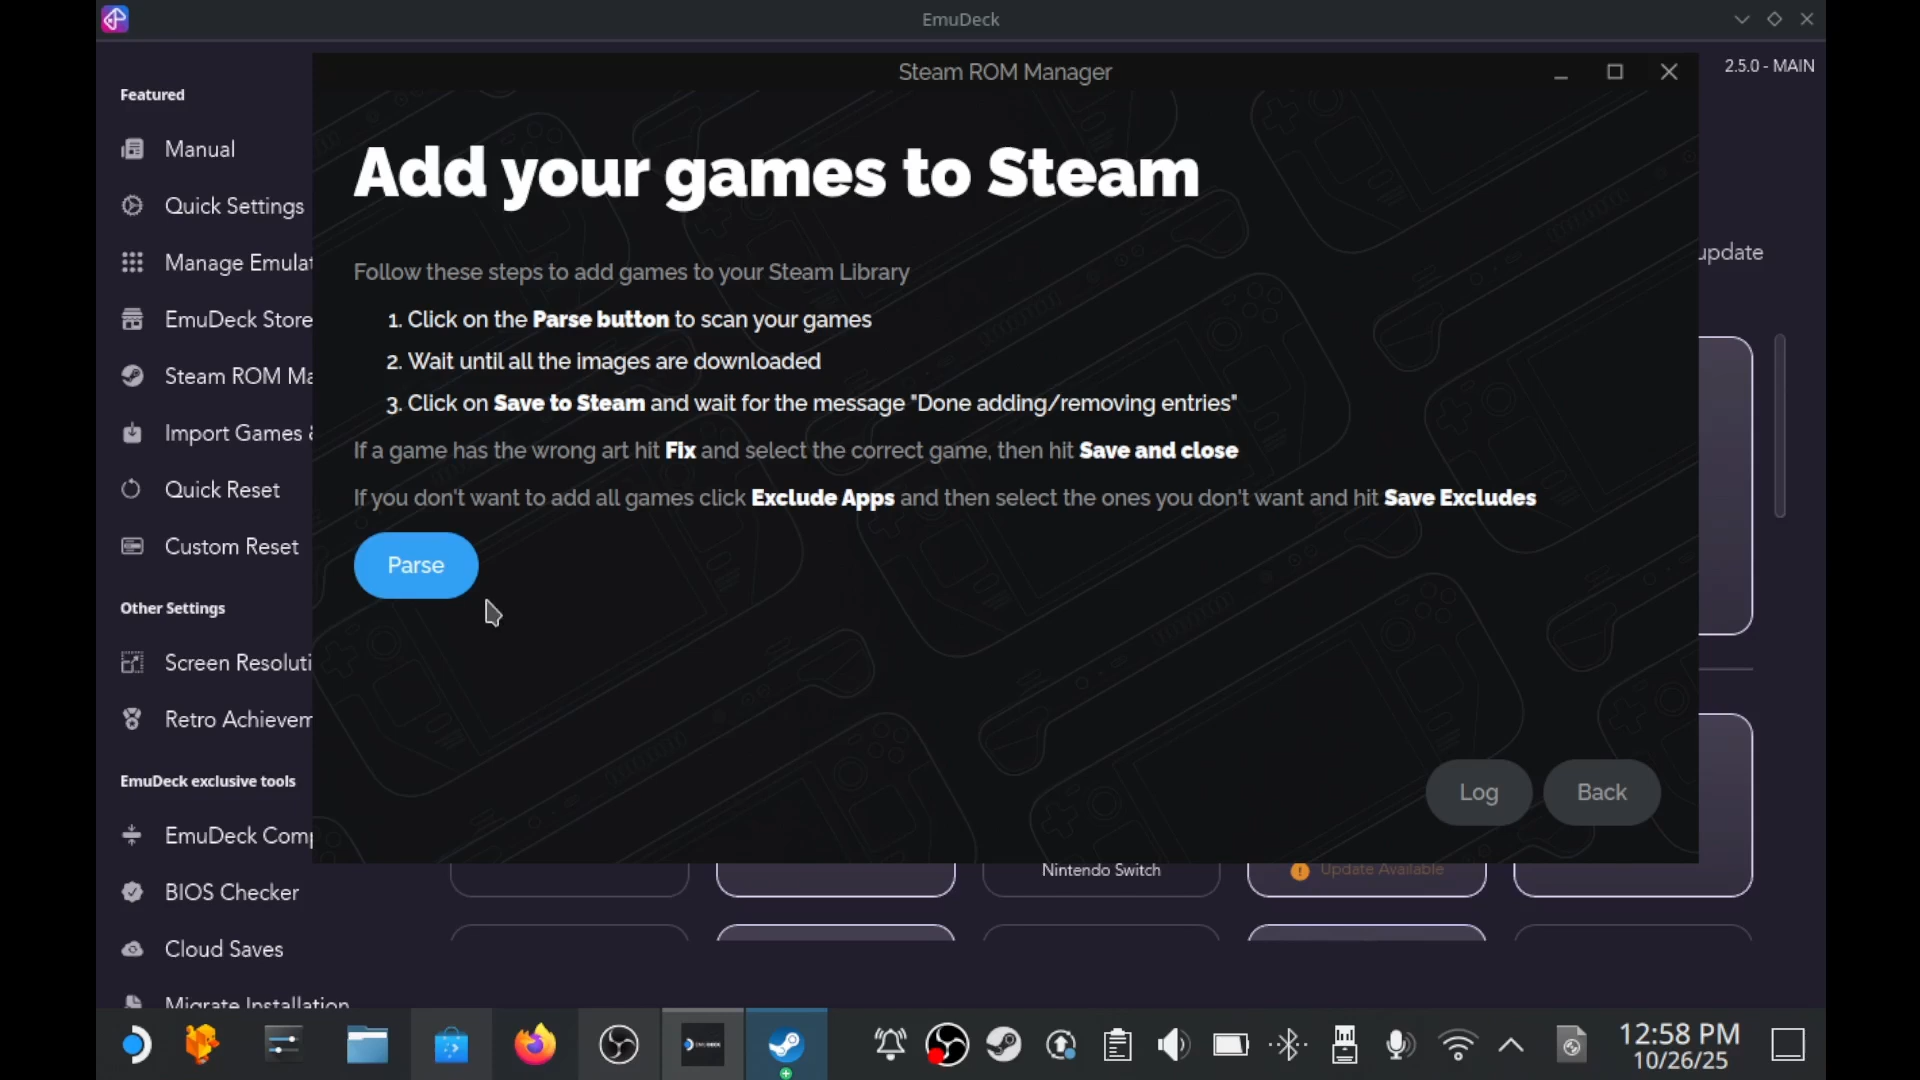 EmuDeck
Steam ROM Manager
2.5.0 - MAIN
Featured
Manual
Quick Settings
Manage Emulat
EmuDeck Store
Steam ROM Ma
Import Games
Quick Reset
Custom Reset
Other Settings
Screen Resoluti
Retro Achievem
EmuDeck exclusive tools
EmuDeck Comp
BIOS Checker
Cloud Saves
Migrate Installation
Add your games to Steam
Follow these steps to add games to your Steam Library
1. Click on the Parse button to scan your games
2. Wait until all the images are downloaded
3. Click on Save to Steam and wait for the message "Done adding/removing entries"
If a game has the wrong art hit Fix and select the correct game, then hit Save and close
If you don't want to add all games click Exclude Apps and then select the ones you don't want and hit Save Excludes
Parse
Log
Back
update
Nintendo Switch
Update Available
12:58 PM
10/26/25